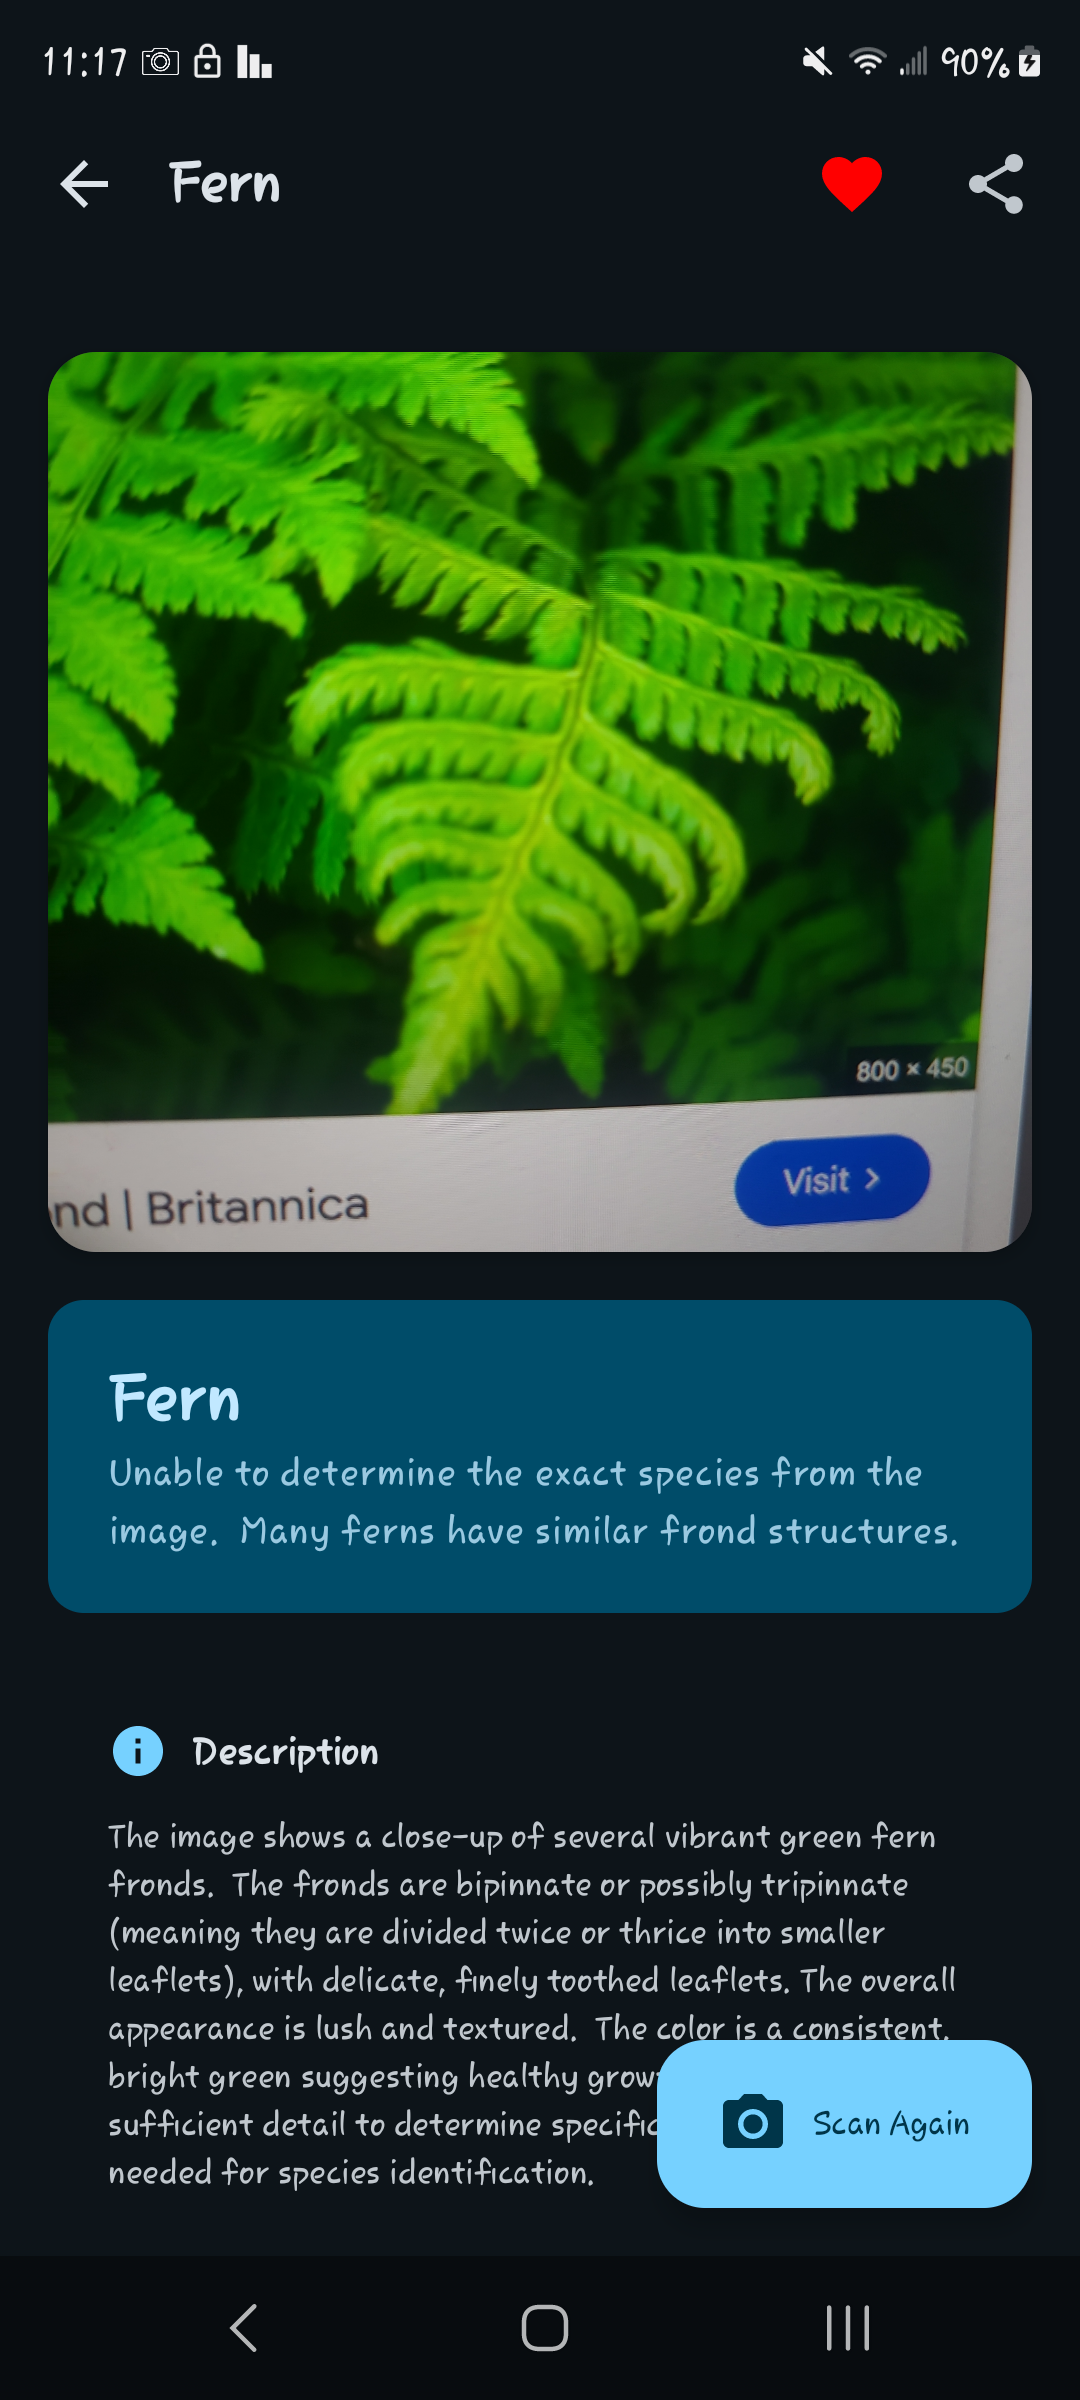 11:17
90%
Fern
800 × 450
nd | Britannica
Visit
Fern
Unable to determine the exact species from the
image. Many ferns have similar frond structures.
Description
The image shows a close-up of several vibrant green fern
fronds. The fronds are bipinnate or possibly tripinnate
(meaning they are divided twice or thrice into smaller
leaflets), with delicate, finely toothed leaflets. The overall
appearance is lush and textured. The color is a consistent,
bright green suggesting healthy grow
sufficient detail to determine specific
needed for species identification.
Scan Again